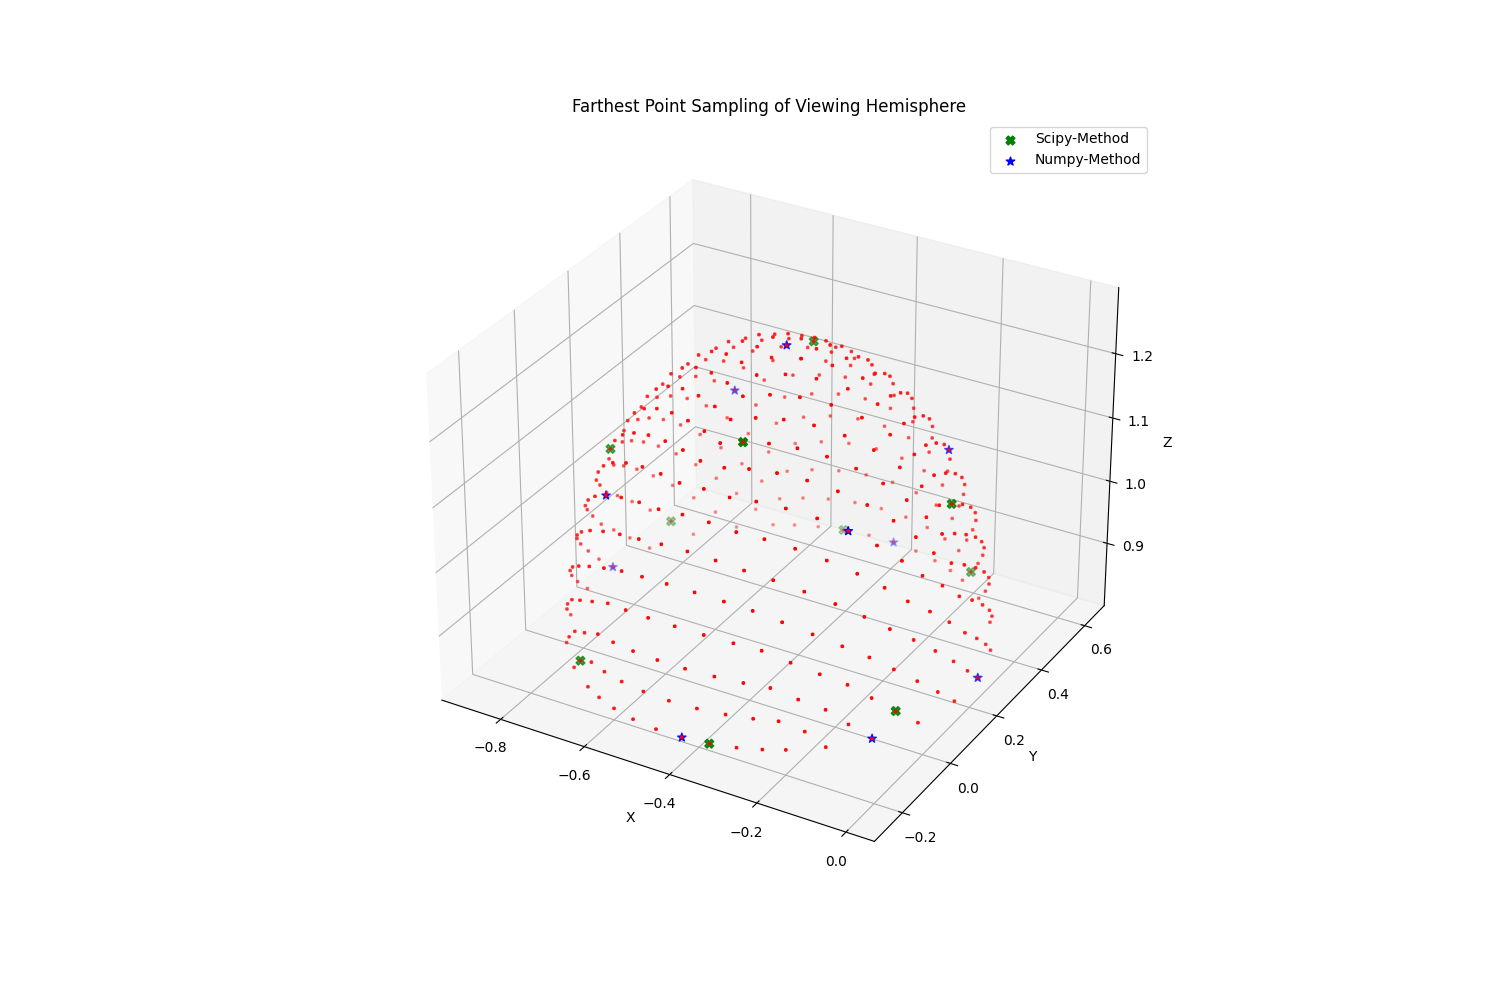 Farthest Point Sampling of Viewing Hemisphere
Scipy-Method
Numpy-Method
1.2
1.1
Z
1.0
0.9
0.6
0.4
0.2
Y
0.0
−0.2
−0.8
−0.6
−0.4
X
−0.2
0.0